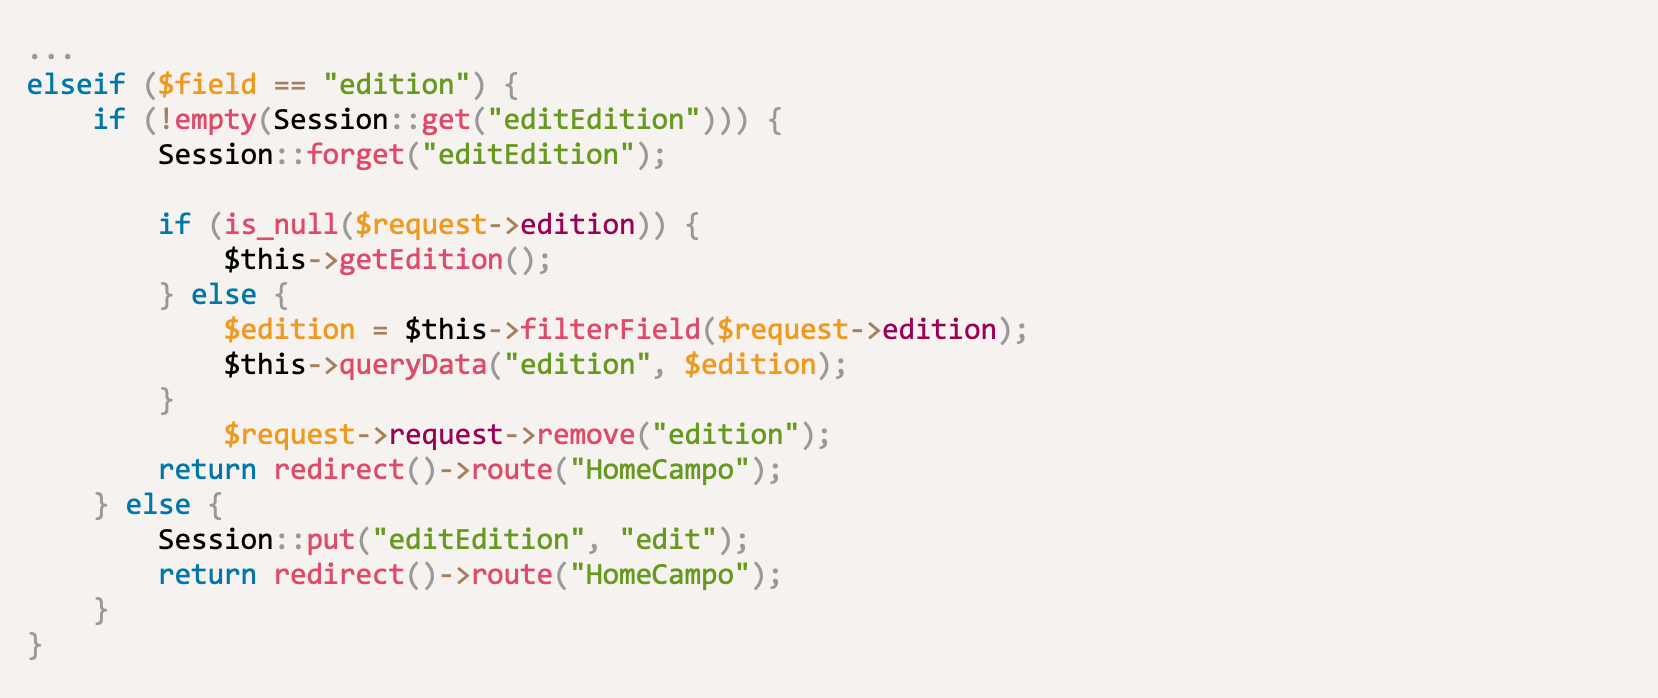 ...
elseif ($field == "edition") {
    if (!empty(Session::get("editEdition"))) {
        Session::forget("editEdition");

        if (is_null($request->edition)) {
            $this->getEdition();
        } else {
            $edition = $this->filterField($request->edition);
            $this->queryData("edition", $edition);
        }
            $request->request->remove("edition");
        return redirect()->route("HomeCampo");
    } else {
        Session::put("editEdition", "edit");
        return redirect()->route("HomeCampo");
    }
}